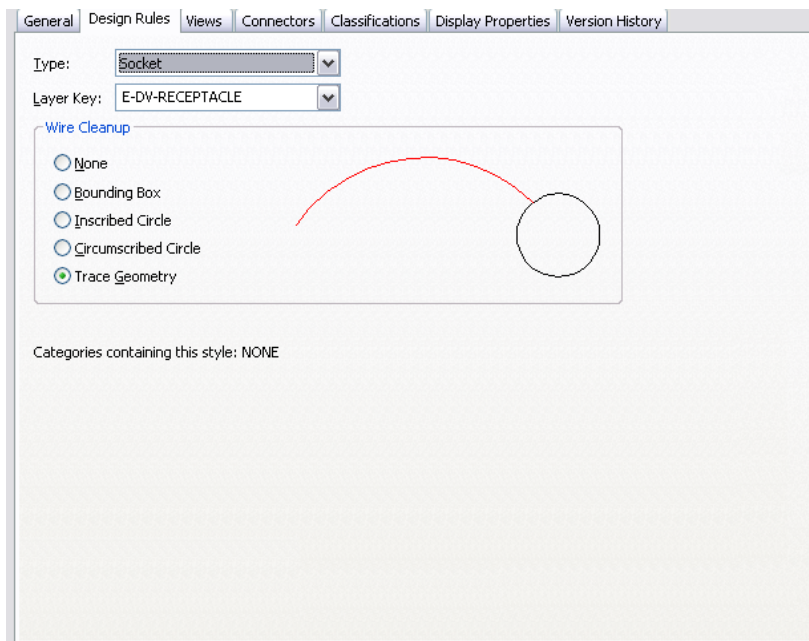 General Design Rules Views Connectors Classifications Display Properties Version History
Type: Socket
Layer Key: E-DV-RECEPTACLE
Wire Cleanup
None
Bounding Box
Inscribed Circle
Circumscribed Circle
Trace Geometry
Categories containing this style: NONE